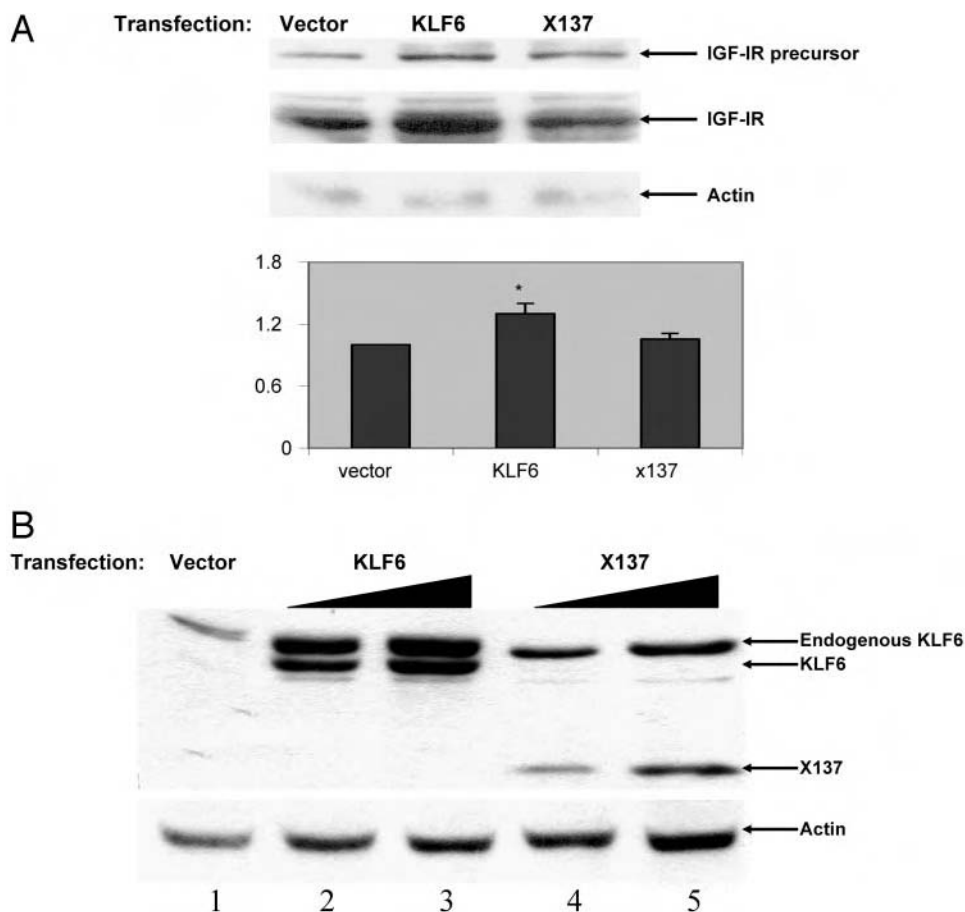 A
Transfection: Vector KLF6 X137
IGF-IR precursor
IGF-IR
Actin
1.8
1.2
0.6
0
*
vector KLF6 x137
B
Transfection: Vector KLF6 X137
Endogenous KLF6
KLF6
X137
Actin
1 2 3 4 5